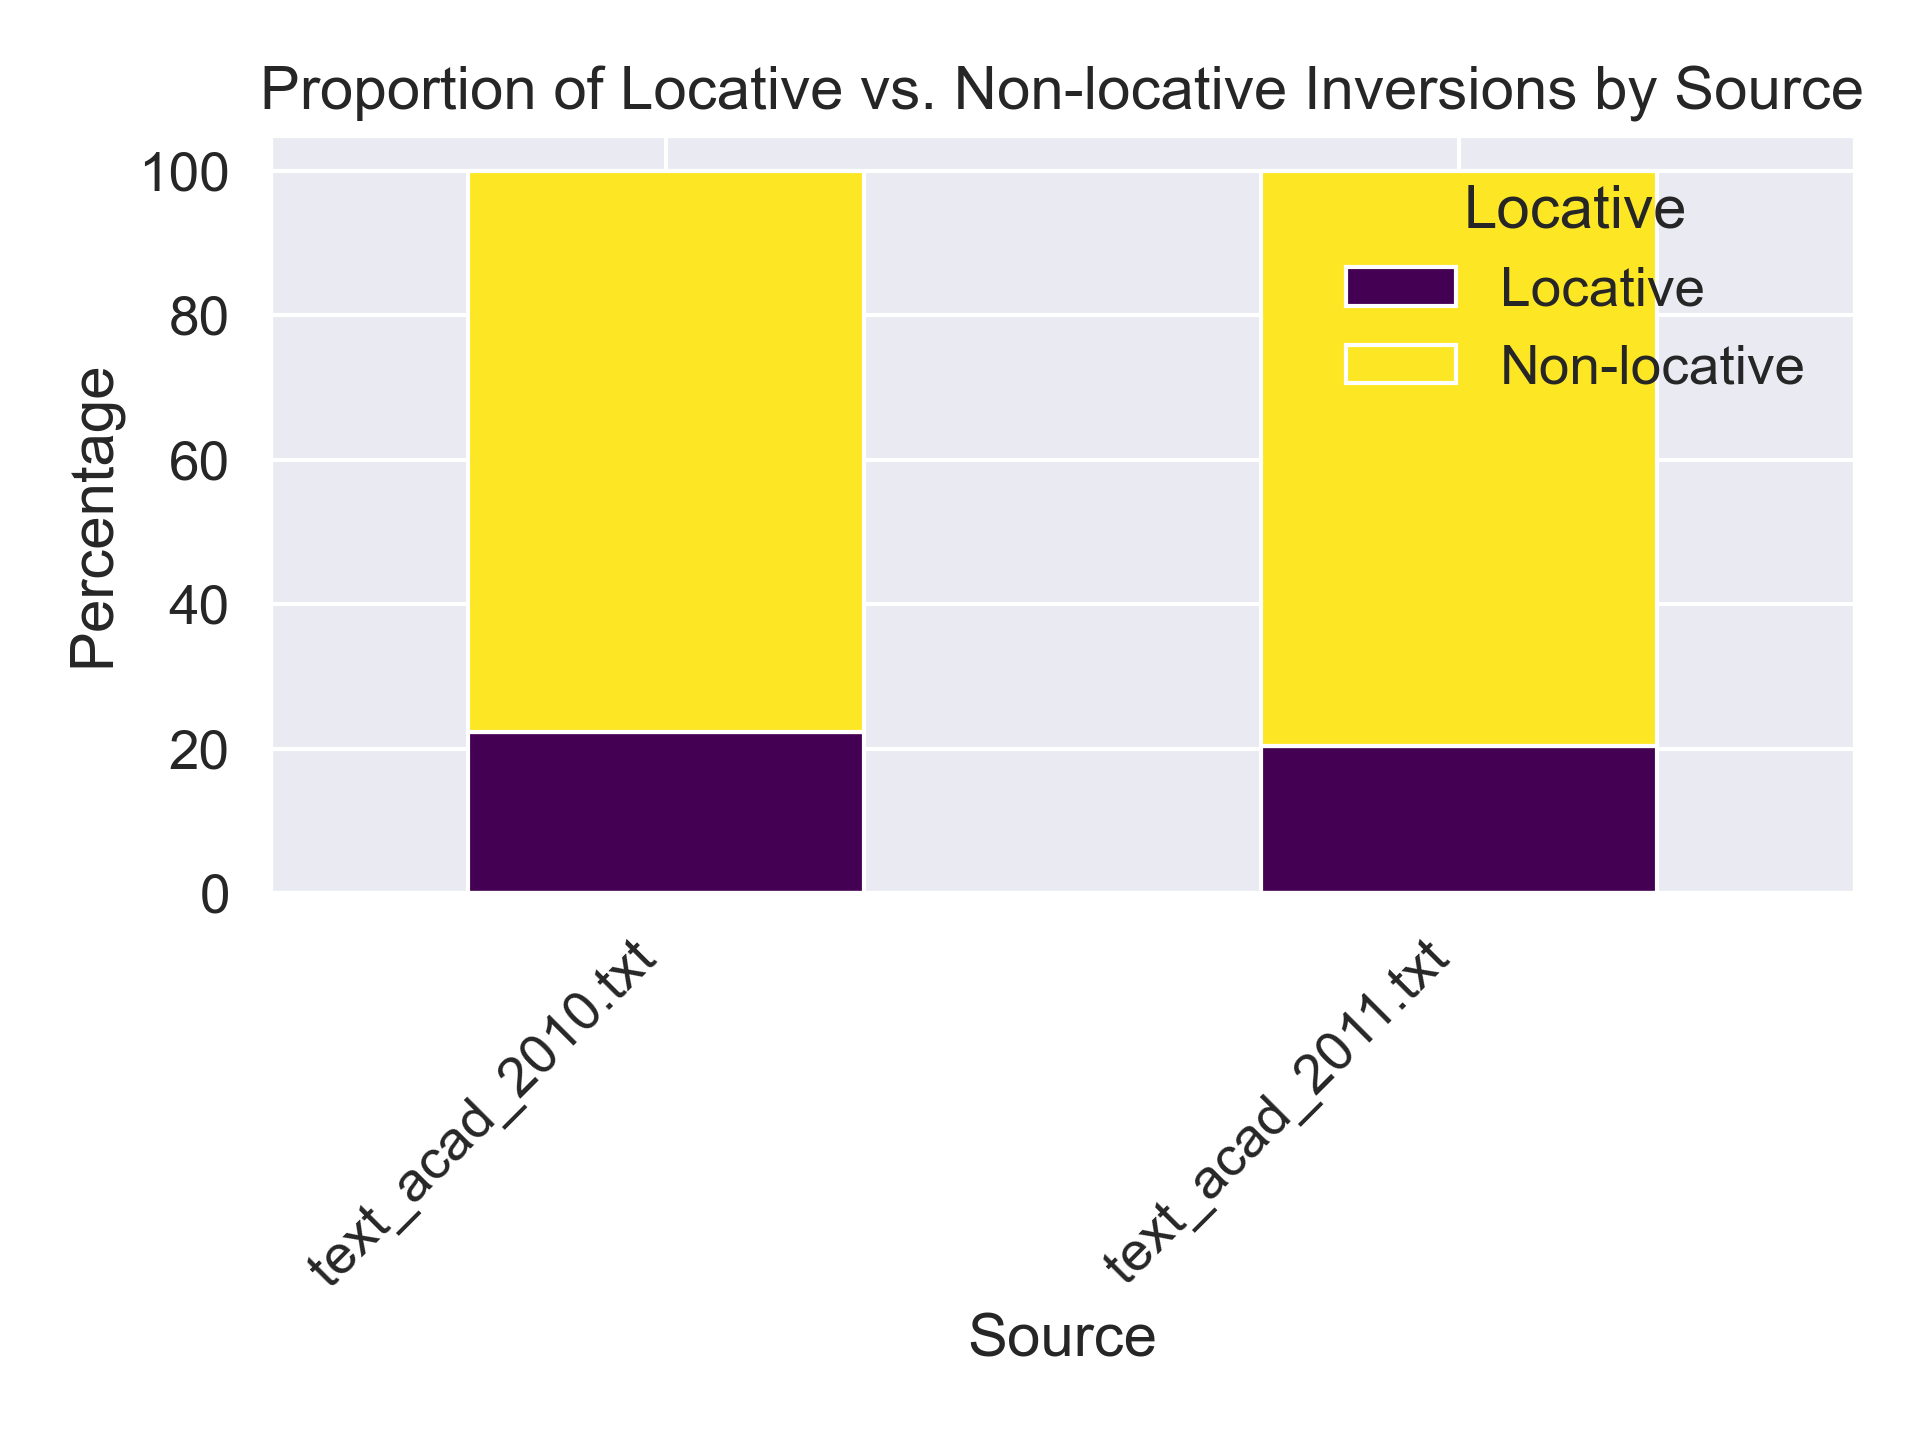 Proportion of Locative vs. Non-locative Inversions by Source
100
80
60
40
20
0
Percentage
Locative
Locative
Non-locative
text_acad_2010.txt
text_acad_2011.txt
Source